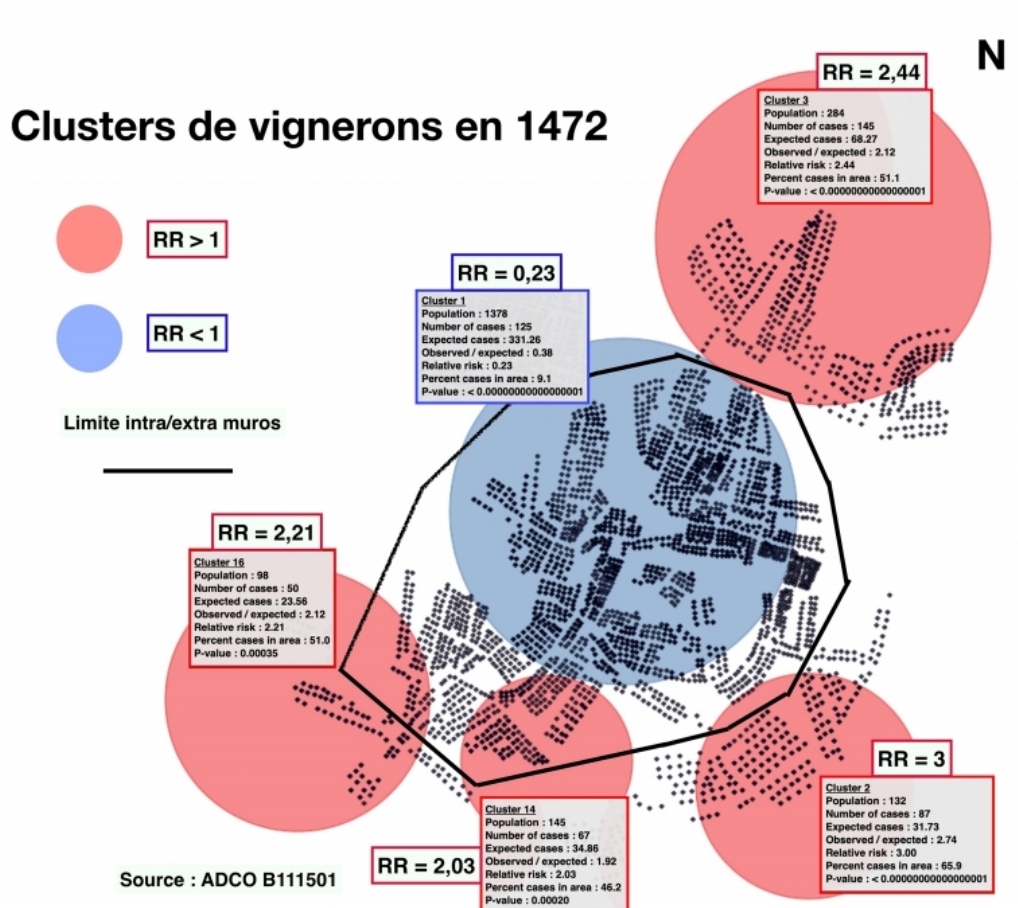 N
RR = 2,44
Cluster 3
Population : 284
Number of cases : 145
Expected cases : 68.27
Observed / expected : 2.12
Relative risk : 2.44
Percent cases in area : 51.1
P-value : < 0.00000000000000001
Clusters de vignerons en 1472
RR > 1
RR < 1
Limite intra/extra muros
RR = 0,23
Cluster 1
Population : 1378
Number of cases : 125
Expected cases : 331.26
Observed / expected : 0.38
Relative risk : 0.23
Percent cases in area : 9.1
P-value : < 0.00000000000000001
RR = 2,21
Cluster 16
Population : 98
Number of cases : 50
Expected cases : 23.56
Observed / expected : 2.12
Relative risk : 2.21
Percent cases in area : 51.0
P-value : 0.00035
RR = 3
Cluster 2
Population : 132
Number of cases : 87
Expected cases : 31.73
Observed / expected : 2.74
Relative risk : 3.00
Percent cases in area : 65.9
P-value : < 0.00000000000000001
RR = 2,03
Cluster 14
Population : 145
Number of cases : 67
Expected cases : 34.86
Observed / expected : 1.92
Relative risk : 2.03
Percent cases in area : 46.2
P-value : 0.00020
Source : ADCO B111501